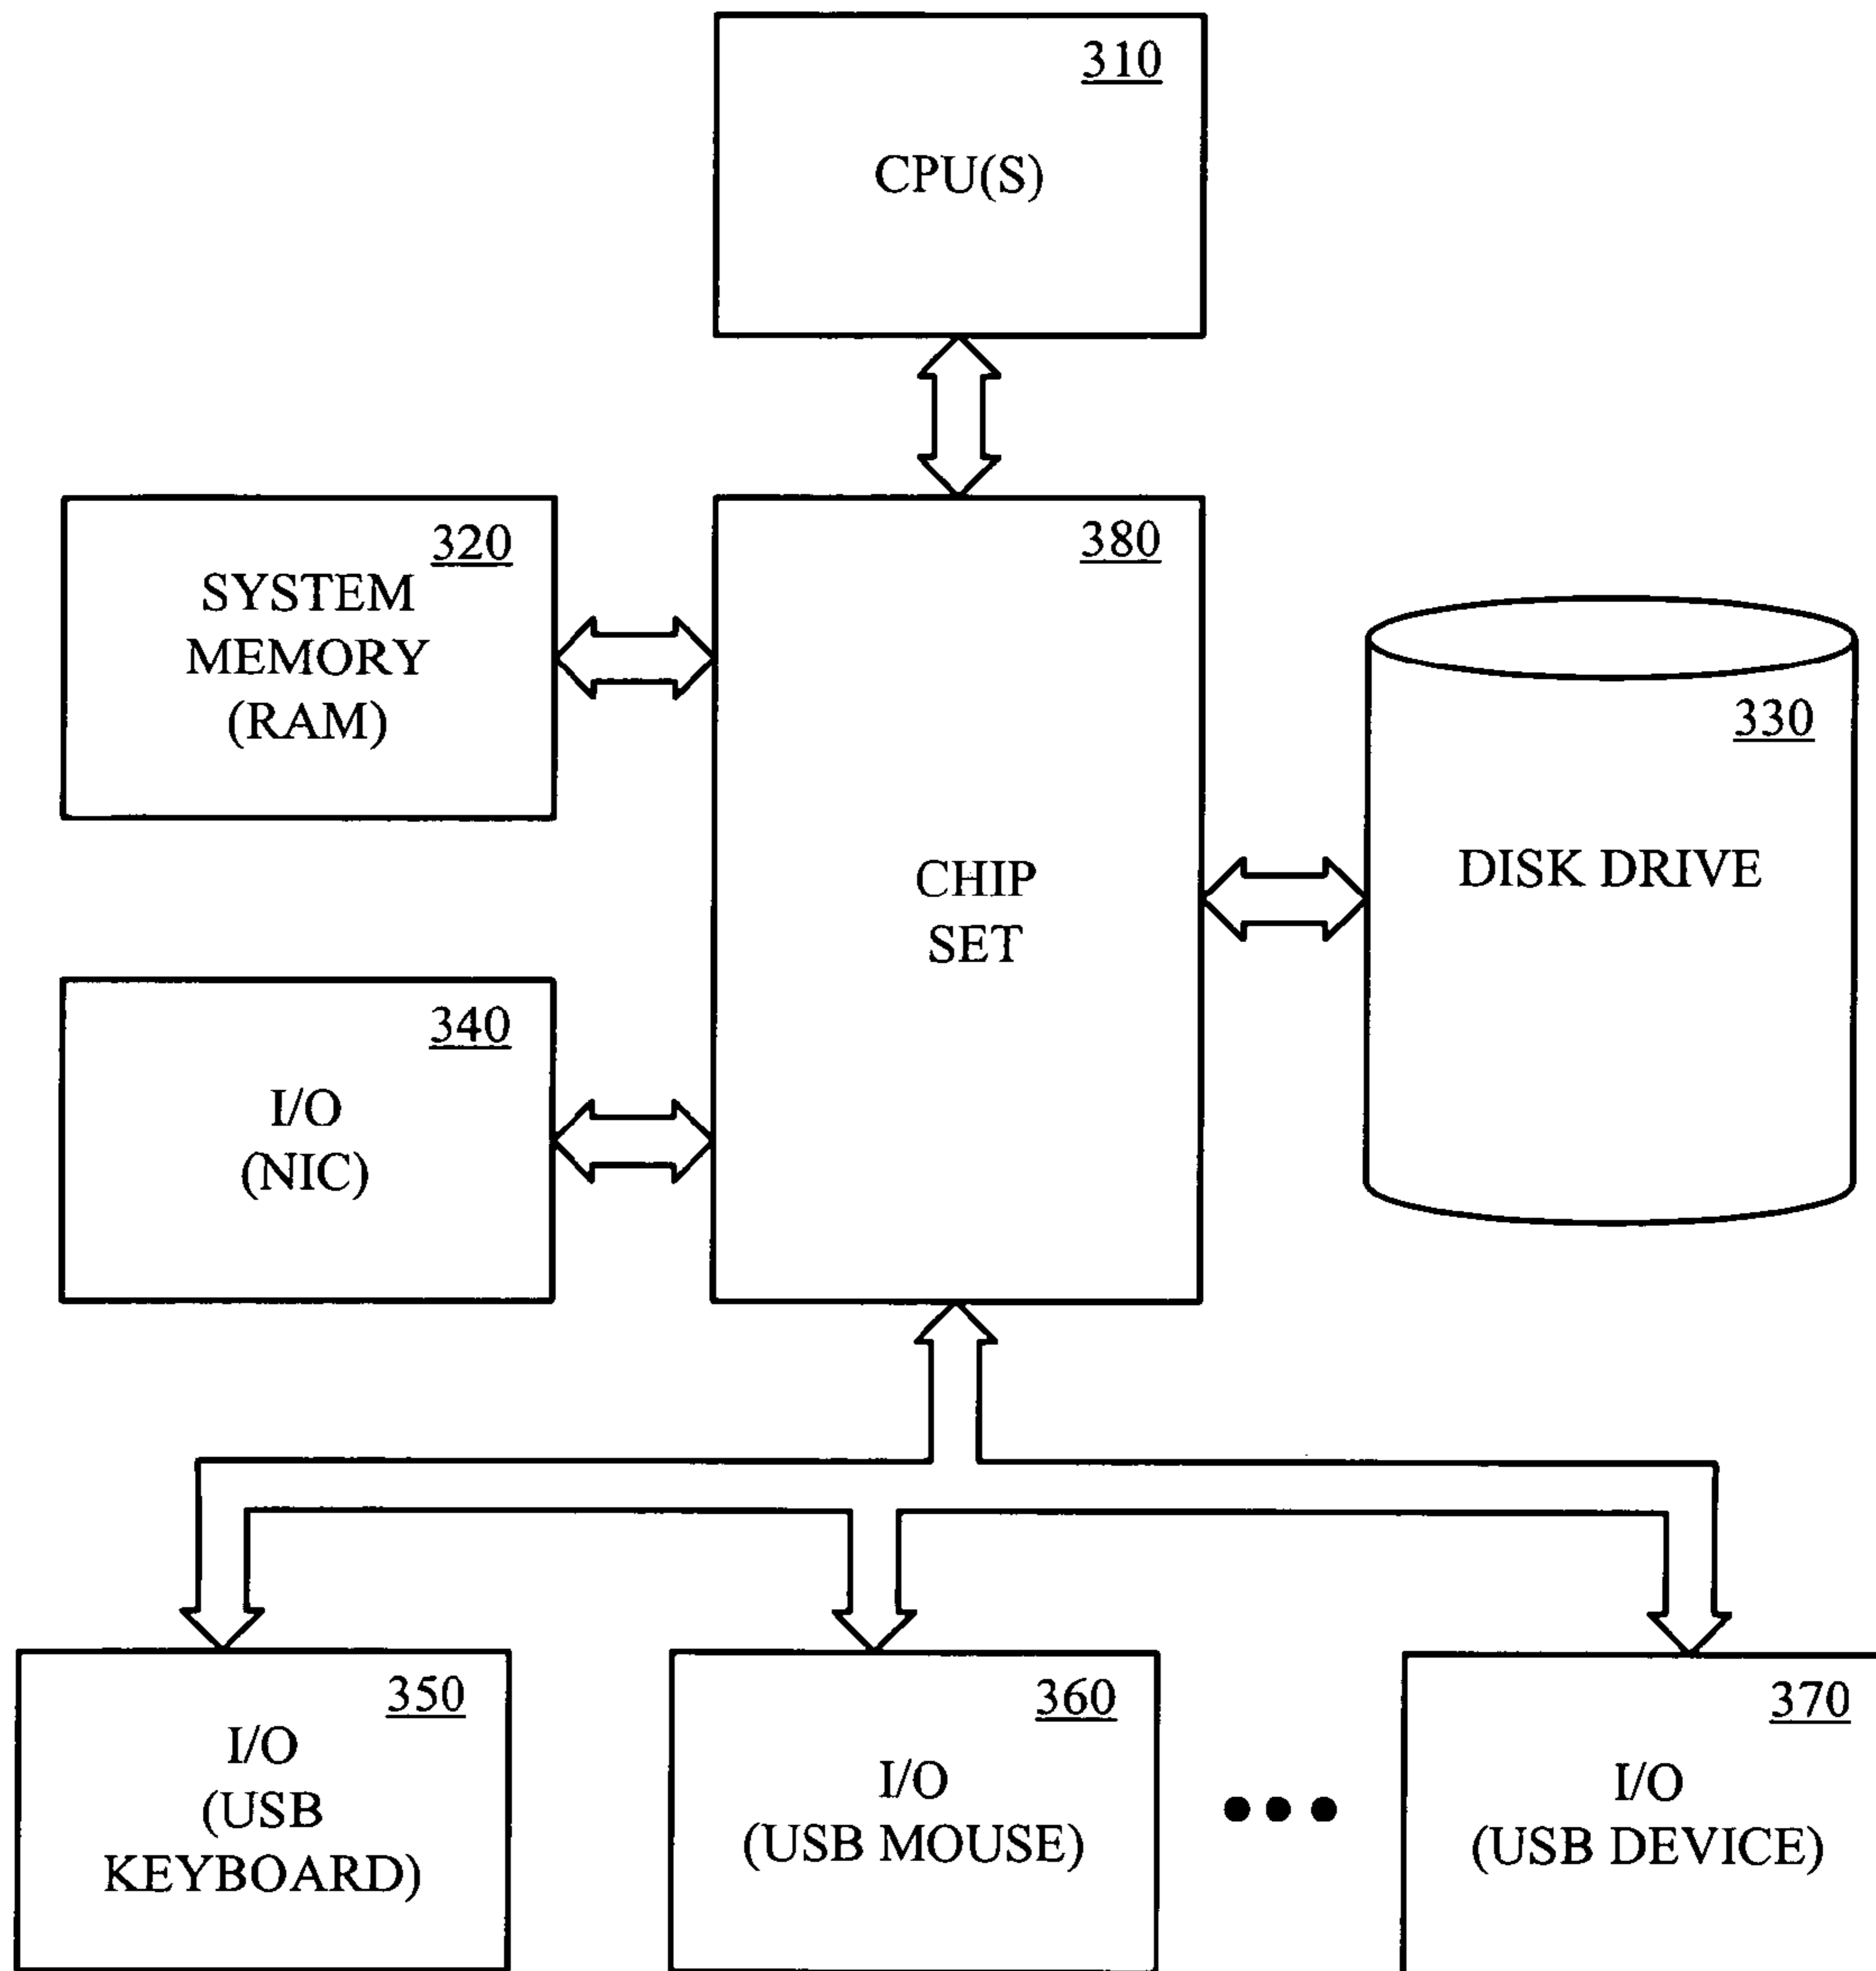 310
CPU(S)
320
SYSTEM
MEMORY
(RAM)
380
CHIP
SET
330
DISK DRIVE
340
I/O
(NIC)
350
I/O
(USB
KEYBOARD)
360
I/O
(USB MOUSE)
370
I/O
(USB DEVICE)